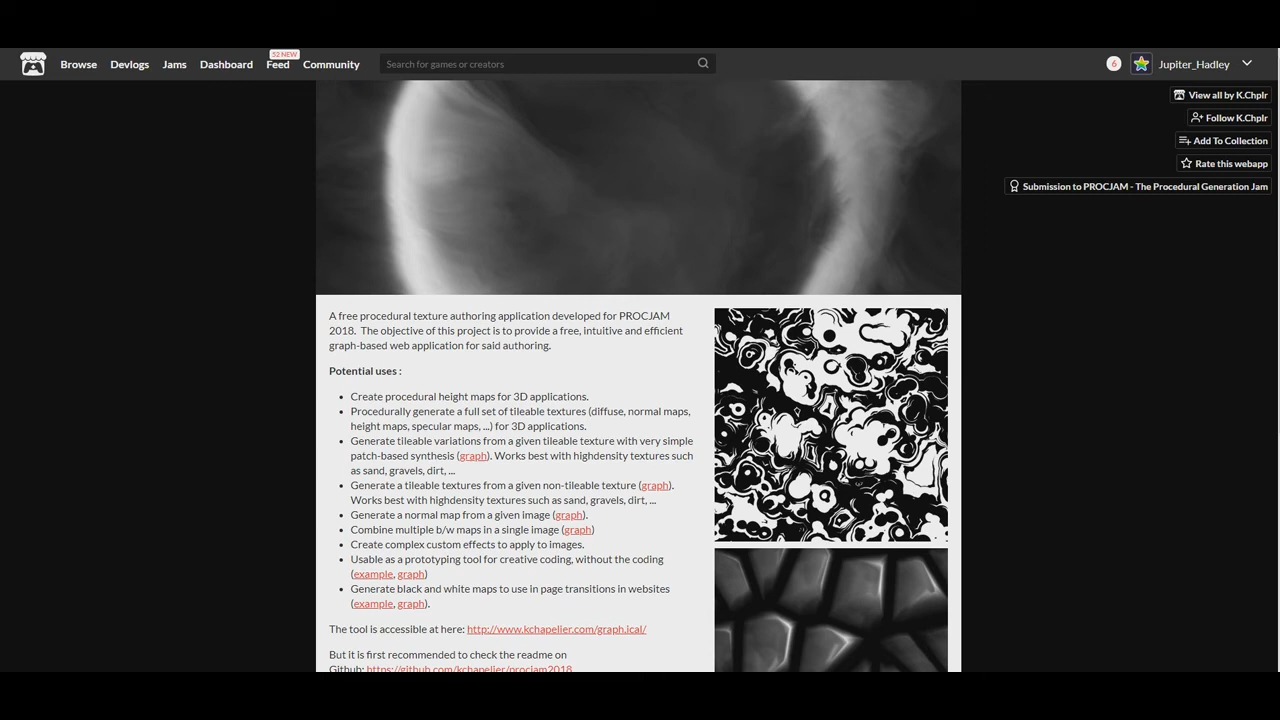 52 NEW
Browse Devlogs Jams Dashboard Feed Community Search for games or creators 6 Jupiter_Hadley
View all by K.Chplr
Follow K.Chplr
Add To Collection
Rate this webapp
Submission to PROCJAM - The Procedural Generation Jam
A free procedural texture authoring application developed for PROCJAM
2018. The objective of this project is to provide a free, intuitive and efficient
graph-based web application for said authoring.
Potential uses :
Create procedural height maps for 3D applications.
Procedurally generate a full set of tileable textures (diffuse, normal maps,
height maps, specular maps, ...) for 3D applications.
Generate tileable variations from a given tileable texture with very simple
patch-based synthesis (graph). Works best with highdensity textures such
as sand, gravels, dirt, ...
Generate a tileable textures from a given non-tileable texture (graph).
Works best with highdensity textures such as sand, gravels, dirt, ...
Generate a normal map from a given image (graph).
Combine multiple b/w maps in a single image (graph)
Create complex custom effects to apply to images.
Usable as a prototyping tool for creative coding, without the coding
(example, graph)
Generate black and white maps to use in page transitions in websites
(example, graph).
The tool is accessible at here: http://www.kchapelier.com/graph.ical/
But it is first recommended to check the readme on
Github: https://github.com/kchapelier/procjam2018